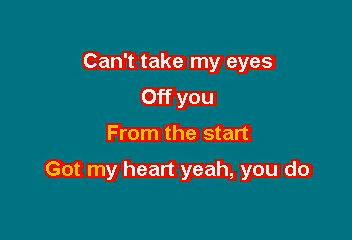 Can't take my eyes
Off you
From the start
Got my heart yeah, you do